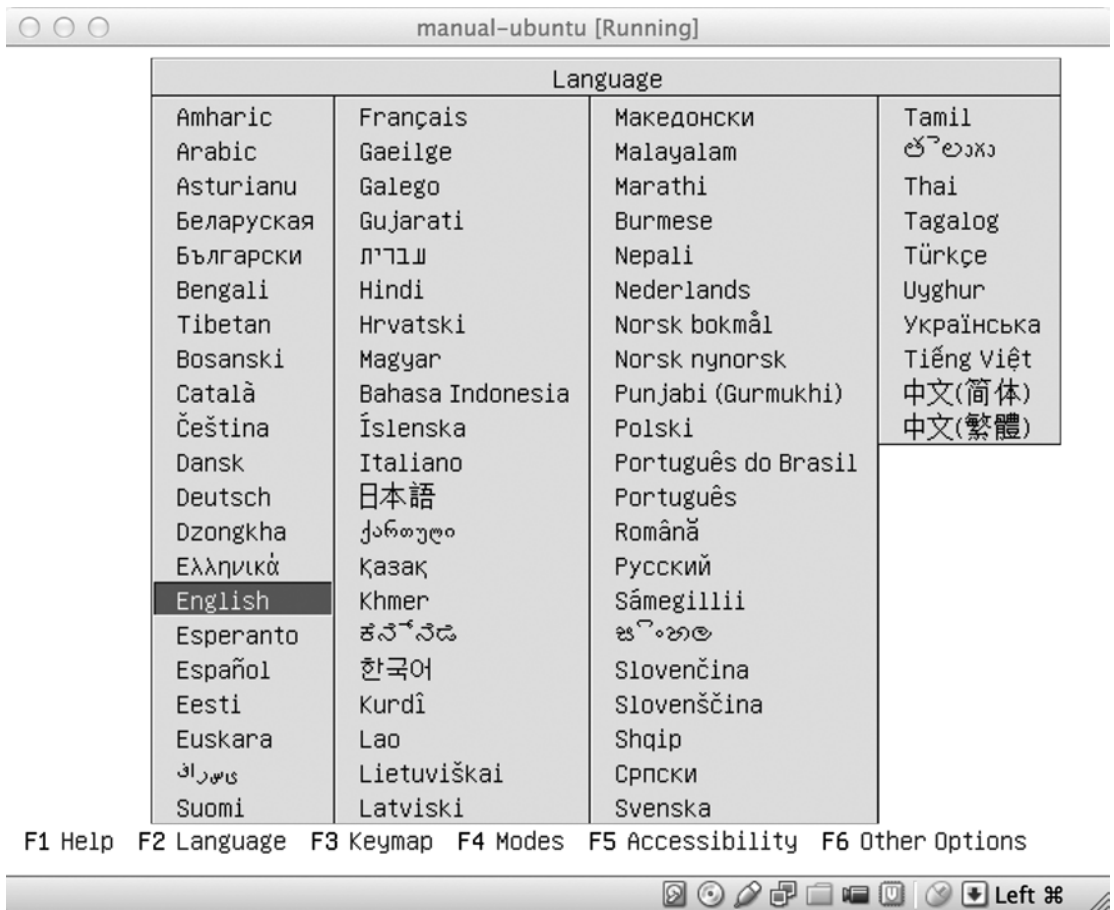 manual-ubuntu [Running]
Language
Amharic
Arabic
Asturianu
Беларуская
Български
Bengali
Tibetan
Bosanski
Català
Čeština
Dansk
Deutsch
Dzongkha
Ελληνικά
English
Esperanto
Español
Eesti
Euskara
فارسی
Suomi
Français
Gaeilge
Galego
Gujarati
עברית
Hindi
Hrvatski
Magyar
Bahasa Indonesia
Íslenska
Italiano
日本語
ქართული
Қазақ
Khmer
ಕನ್ನಡ
한국어
Kurdî
Lao
Lietuviškai
Latviski
Македонски
Malayalam
Marathi
Burmese
Nepali
Nederlands
Norsk bokmål
Norsk nynorsk
Punjabi (Gurmukhi)
Polski
Português do Brasil
Português
Română
Русский
Sámegillii
සිංහල
Slovenčina
Slovenščina
Shqip
Српски
Svenska
Tamil
తెలుగు
Thai
Tagalog
Türkçe
Uyghur
Українська
Tiếng Việt
中文(简体)
中文(繁體)
F1 Help F2 Language F3 Keymap F4 Modes F5 Accessibility F6 Other Options
Left ⌘